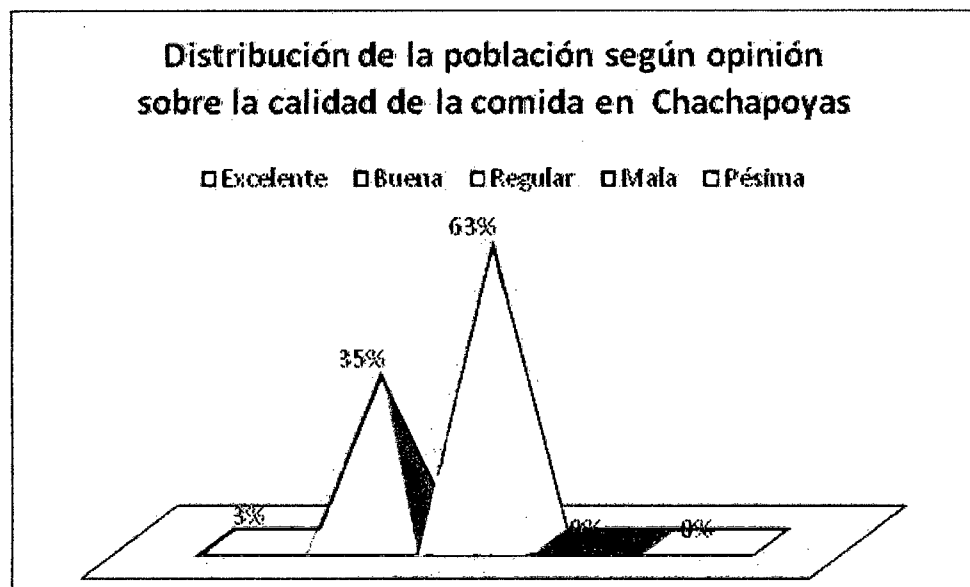 Distribución de la población según opinión
sobre la calidad de la comida en Chachapoyas
Excelente Buena Regular Mala Pésima
63%
35%
3%
0% 0%